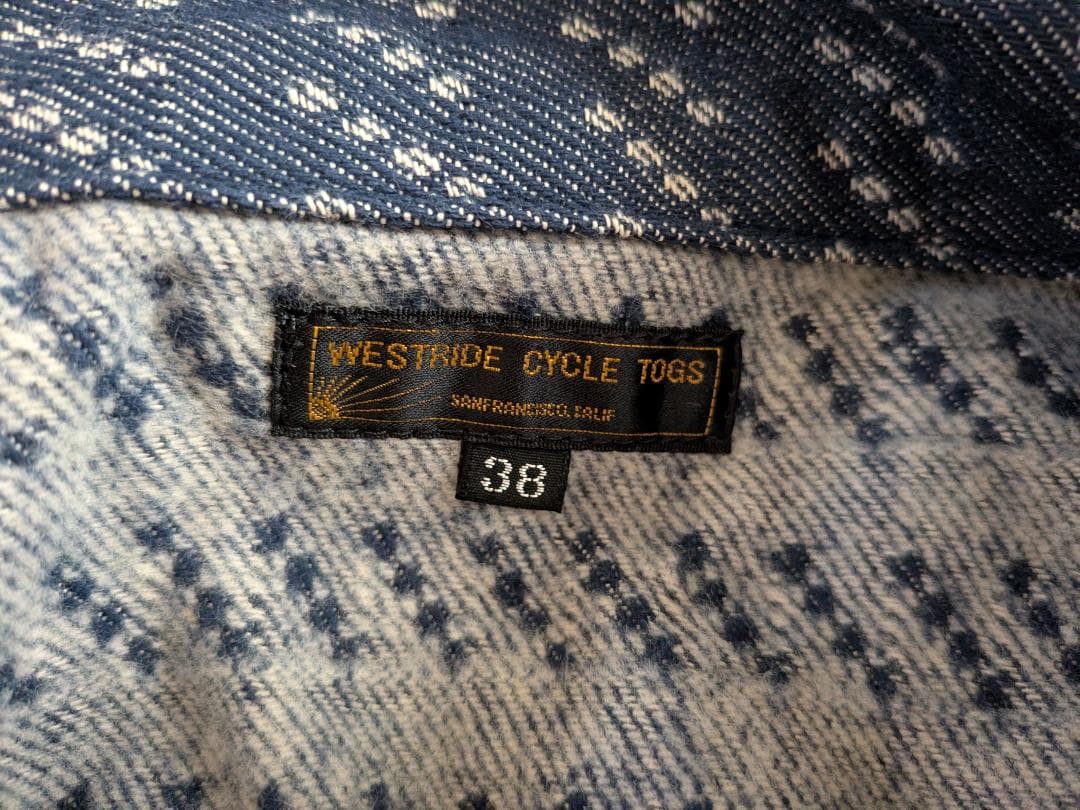 WESTRIDE CYCLE TOGS
SANFRANCISCO, CALIF
38